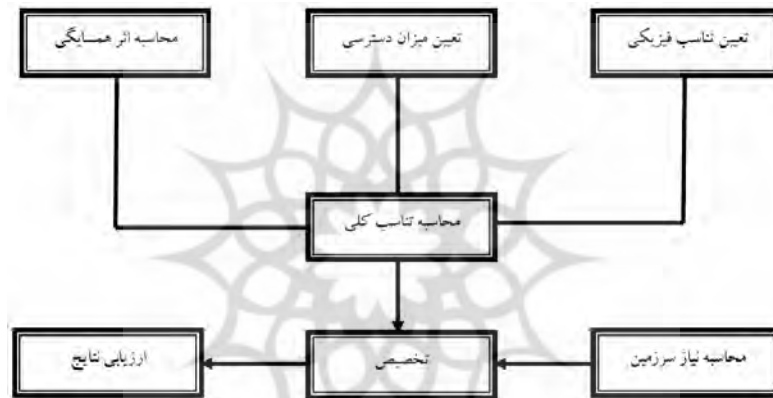 تعیین تناسب فیزیکی
تعیین میزان دسترسی
محاسبه اثر همسایگی
محاسبه تناسب کلی
محاسبه نیاز سرزمین
تخصیص
ارزیابی نتایج